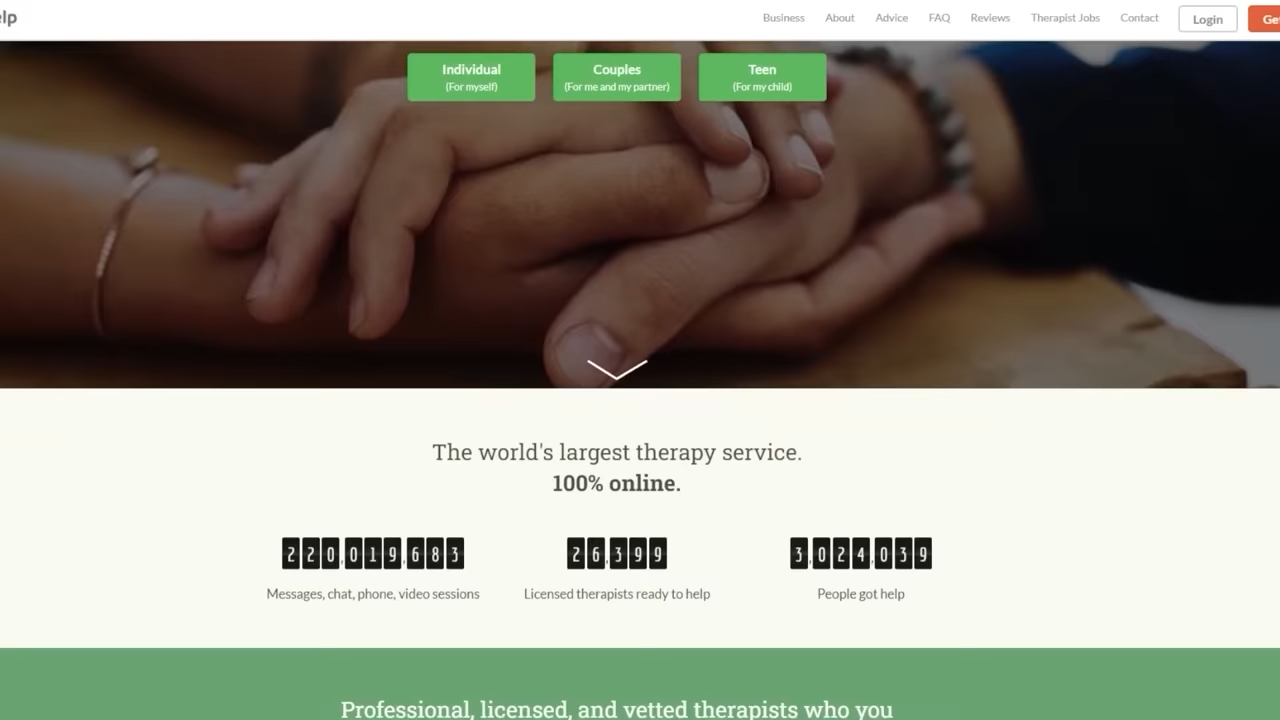 elp
Business About Advice FAQ Reviews Therapist Jobs Contact Login Ge
Individual Couples Teen
(For myself) (For me and my partner) (For my child)
The world's largest therapy service.
100% online.
220,019,683 26,399 3,024,039
Messages, chat, phone, video sessions Licensed therapists ready to help People got help
Professional, licensed, and vetted therapists who you